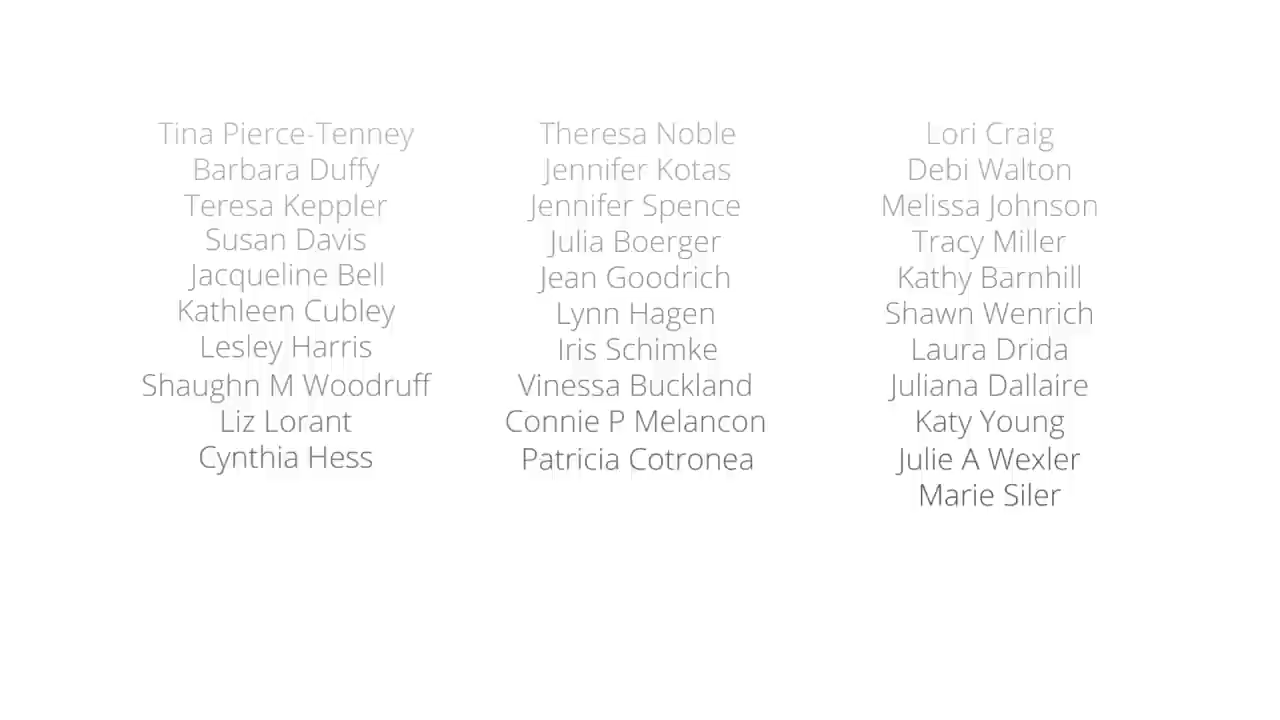 Tina Pierce-Tenney
Barbara Duffy
Teresa Keppler
Susan Davis
Jacqueline Bell
Kathleen Cubley
Lesley Harris
Shaughn M Woodruff
Liz Lorant
Cynthia Hess
Theresa Noble
Jennifer Kotas
Jennifer Spence
Julia Boerger
Jean Goodrich
Lynn Hagen
Iris Schimke
Vinessa Buckland
Connie P Melancon
Patricia Cotronea
Lori Craig
Debi Walton
Melissa Johnson
Tracy Miller
Kathy Barnhill
Shawn Wenrich
Laura Drida
Juliana Dallaire
Katy Young
Julie A Wexler
Marie Siler